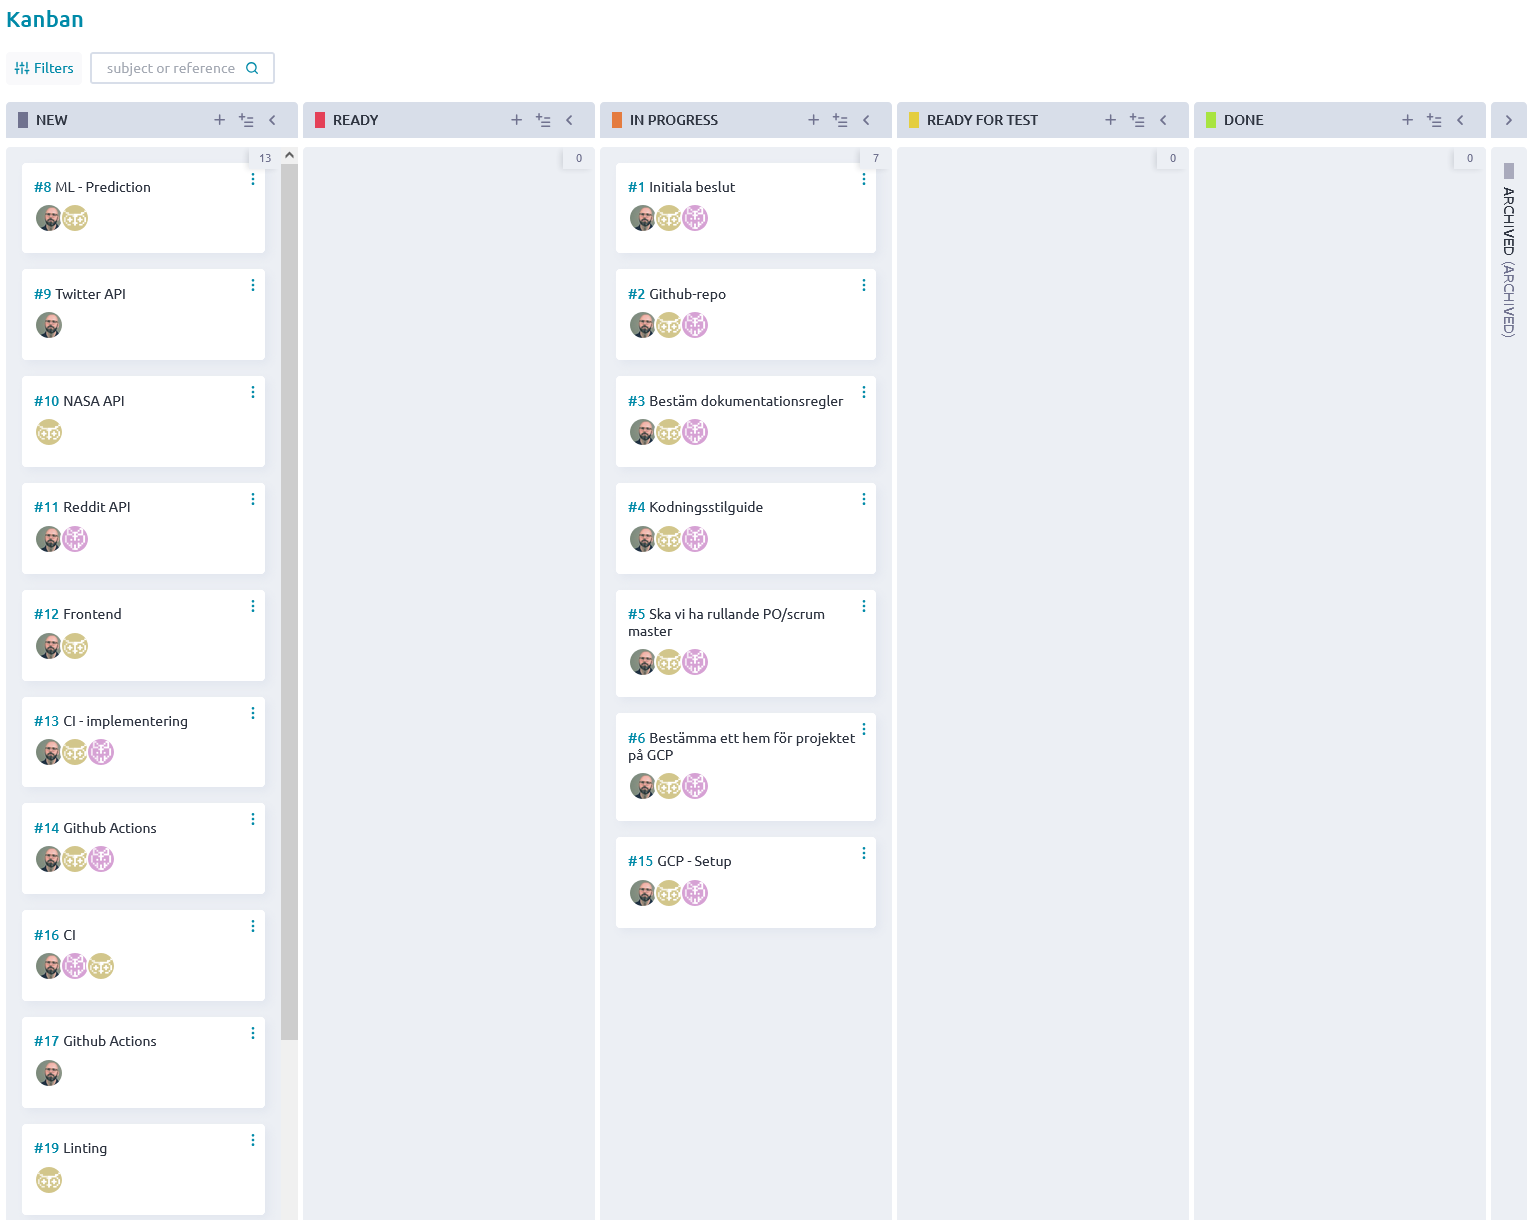 Kanban
Filters
subject or reference
NEW
READY
IN PROGRESS
READY FOR TEST
DONE
13
0
7
0
0
#8 ML - Prediction
#9 Twitter API
#10 NASA API
#11 Reddit API
#12 Frontend
#13 CI - implementering
#14 Github Actions
#16 CI
#17 Github Actions
#19 Linting
#1 Initiala beslut
#2 Github-repo
#3 Bestäm dokumentationsregler
#4 Kodningsstilguide
#5 Ska vi ha rullande PO/scrum
master
#6 Bestämma ett hem för projektet
på GCP
#15 GCP - Setup
ARCHIVED (ARCHIVED)